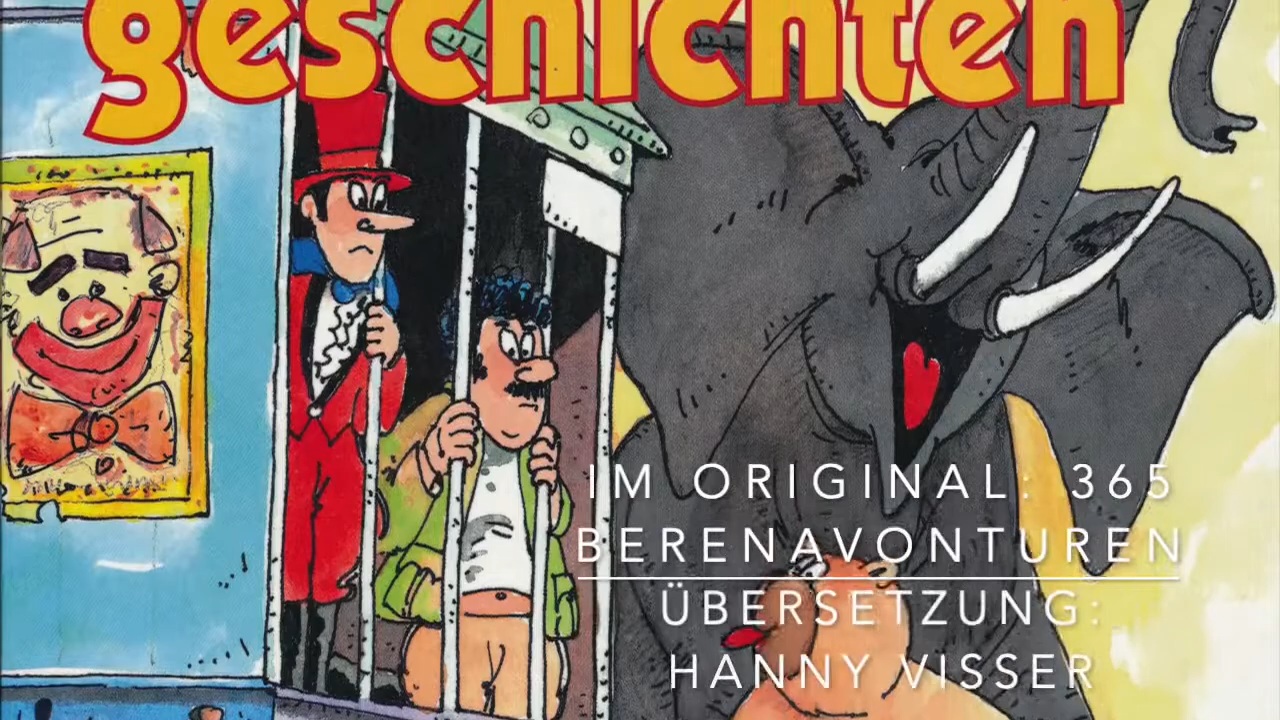 geschichten
IM ORIGINAL: 365
BERENAVONTUREN
ÜBERSETZUNG:
HANNY VISSER